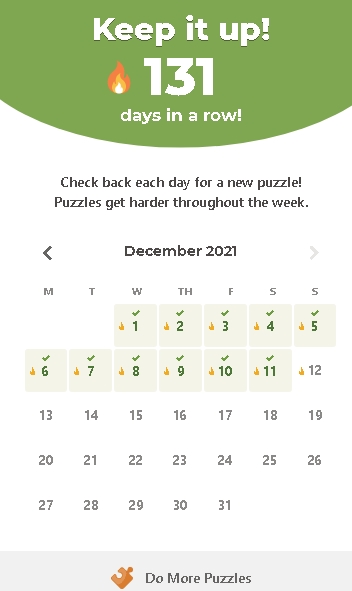 Keep it up!
131
days in a row!
Check back each day for a new puzzle!
Puzzles get harder throughout the week.
December 2021
M T W TH F S S
1 2 3 4 5
6 7 8 9 10 11 12
13 14 15 16 17 18 19
20 21 22 23 24 25 26
27 28 29 30 31
Do More Puzzles